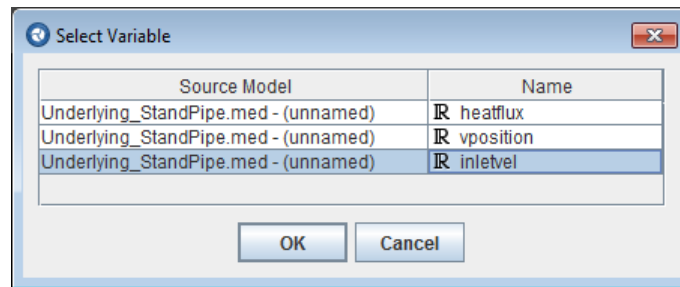 Select Variable
Source Model Name
Underlying_StandPipe.med - (unnamed) ℝ heatflux
Underlying_StandPipe.med - (unnamed) ℝ vposition
Underlying_StandPipe.med - (unnamed) ℝ inletvel
OK Cancel